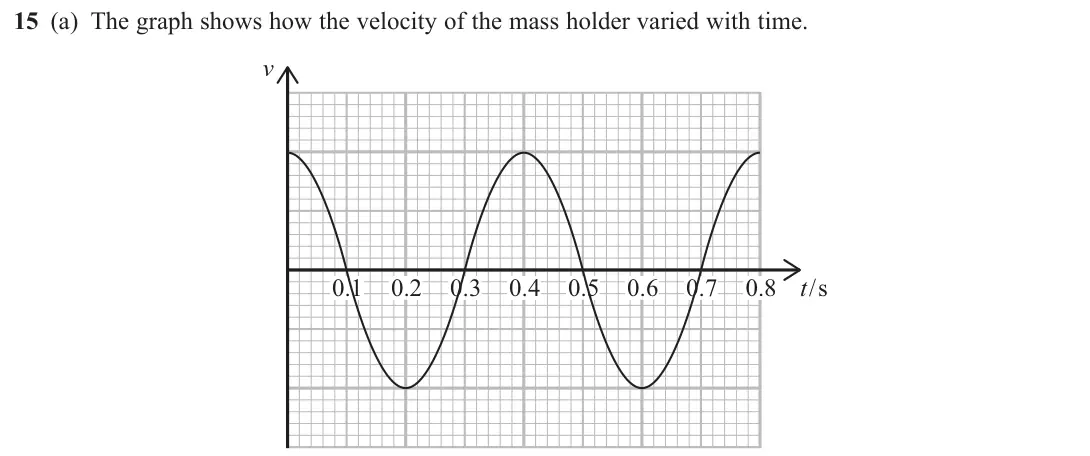 15 (a) The graph shows how the velocity of the mass holder varied with time.
v
0.1 0.2 0.3 0.4 0.5 0.6 0.7 0.8 t/s